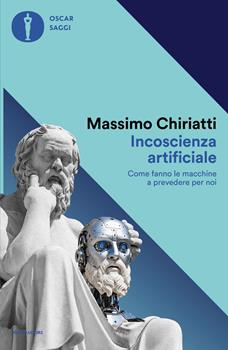 OSCAR
SAGGI
Massimo Chiriatti
Incoscienza
artificiale
Come fanno le macchine
a prevedere per noi